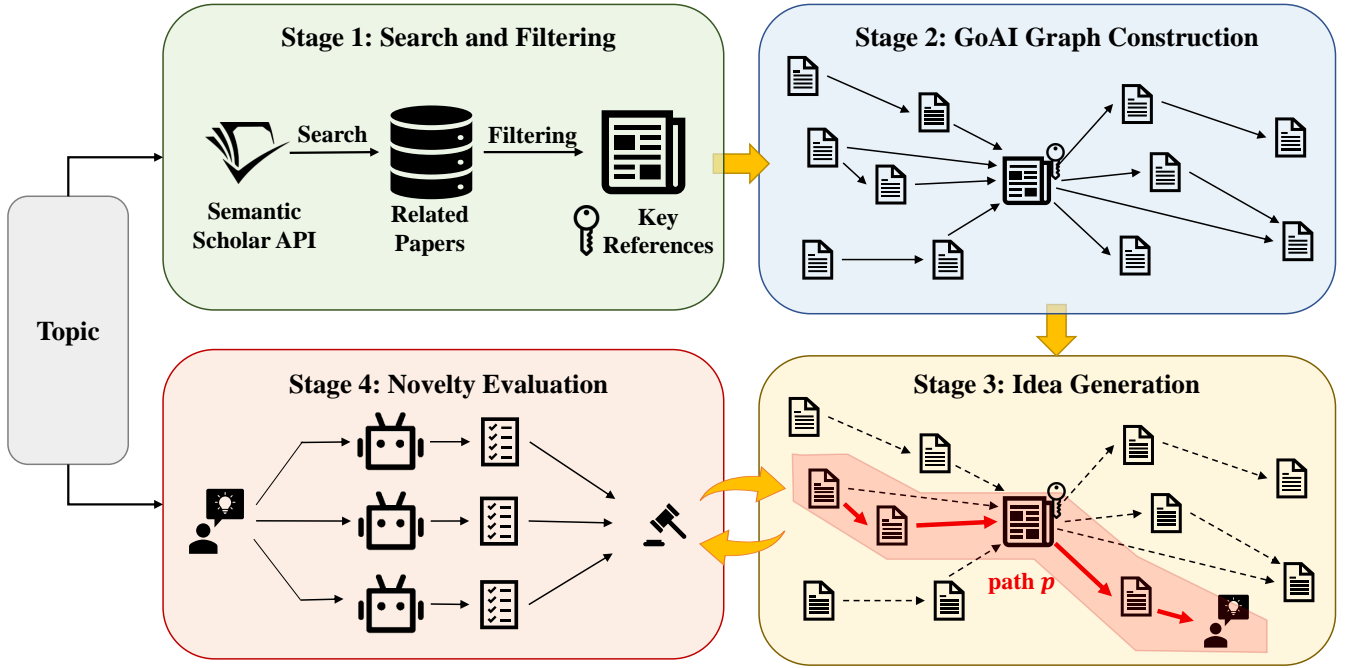 Topic
Stage 1: Search and Filtering
Search
Filtering
Semantic
Scholar API
Related
Papers
Key
References
Stage 2: GoAI Graph Construction
Stage 3: Idea Generation
path p
Stage 4: Novelty Evaluation